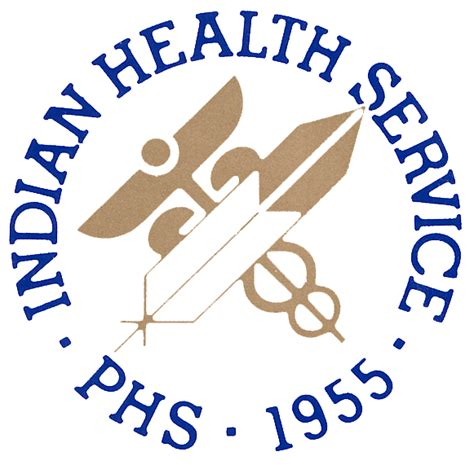 INDIAN HEALTH SERVICE
· PHS · 1955 ·